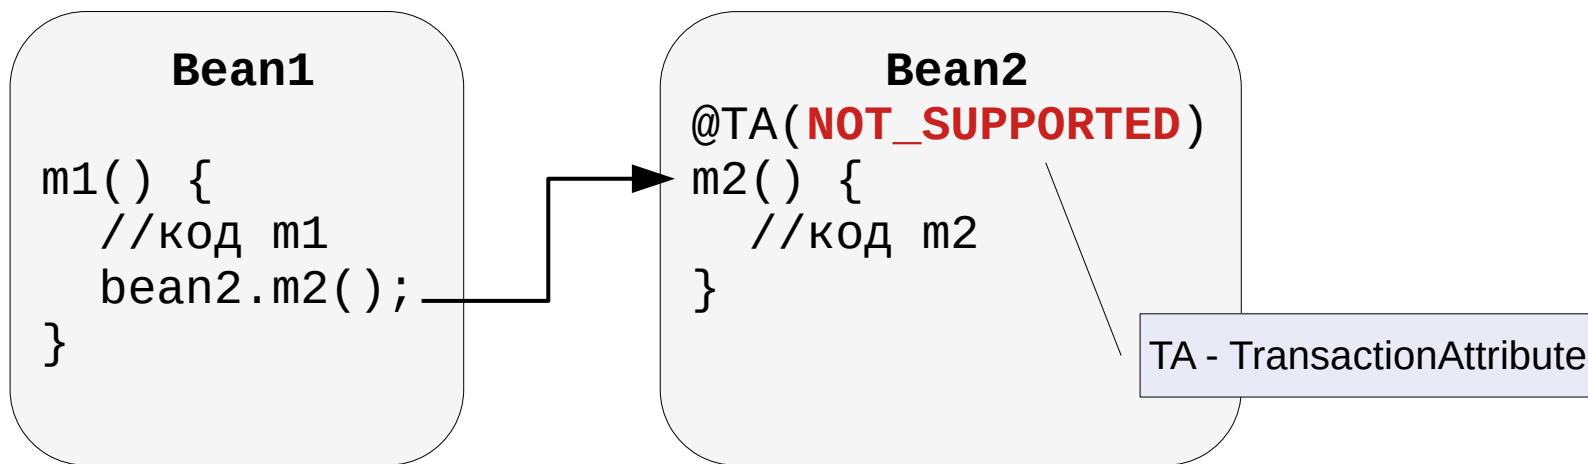 Bean1
m1() {
//код m1
bean2.m2();
}
Bean2
@TA(NOT_SUPPORTED)
m2() {
//код m2
}
TA - TransactionAttribute